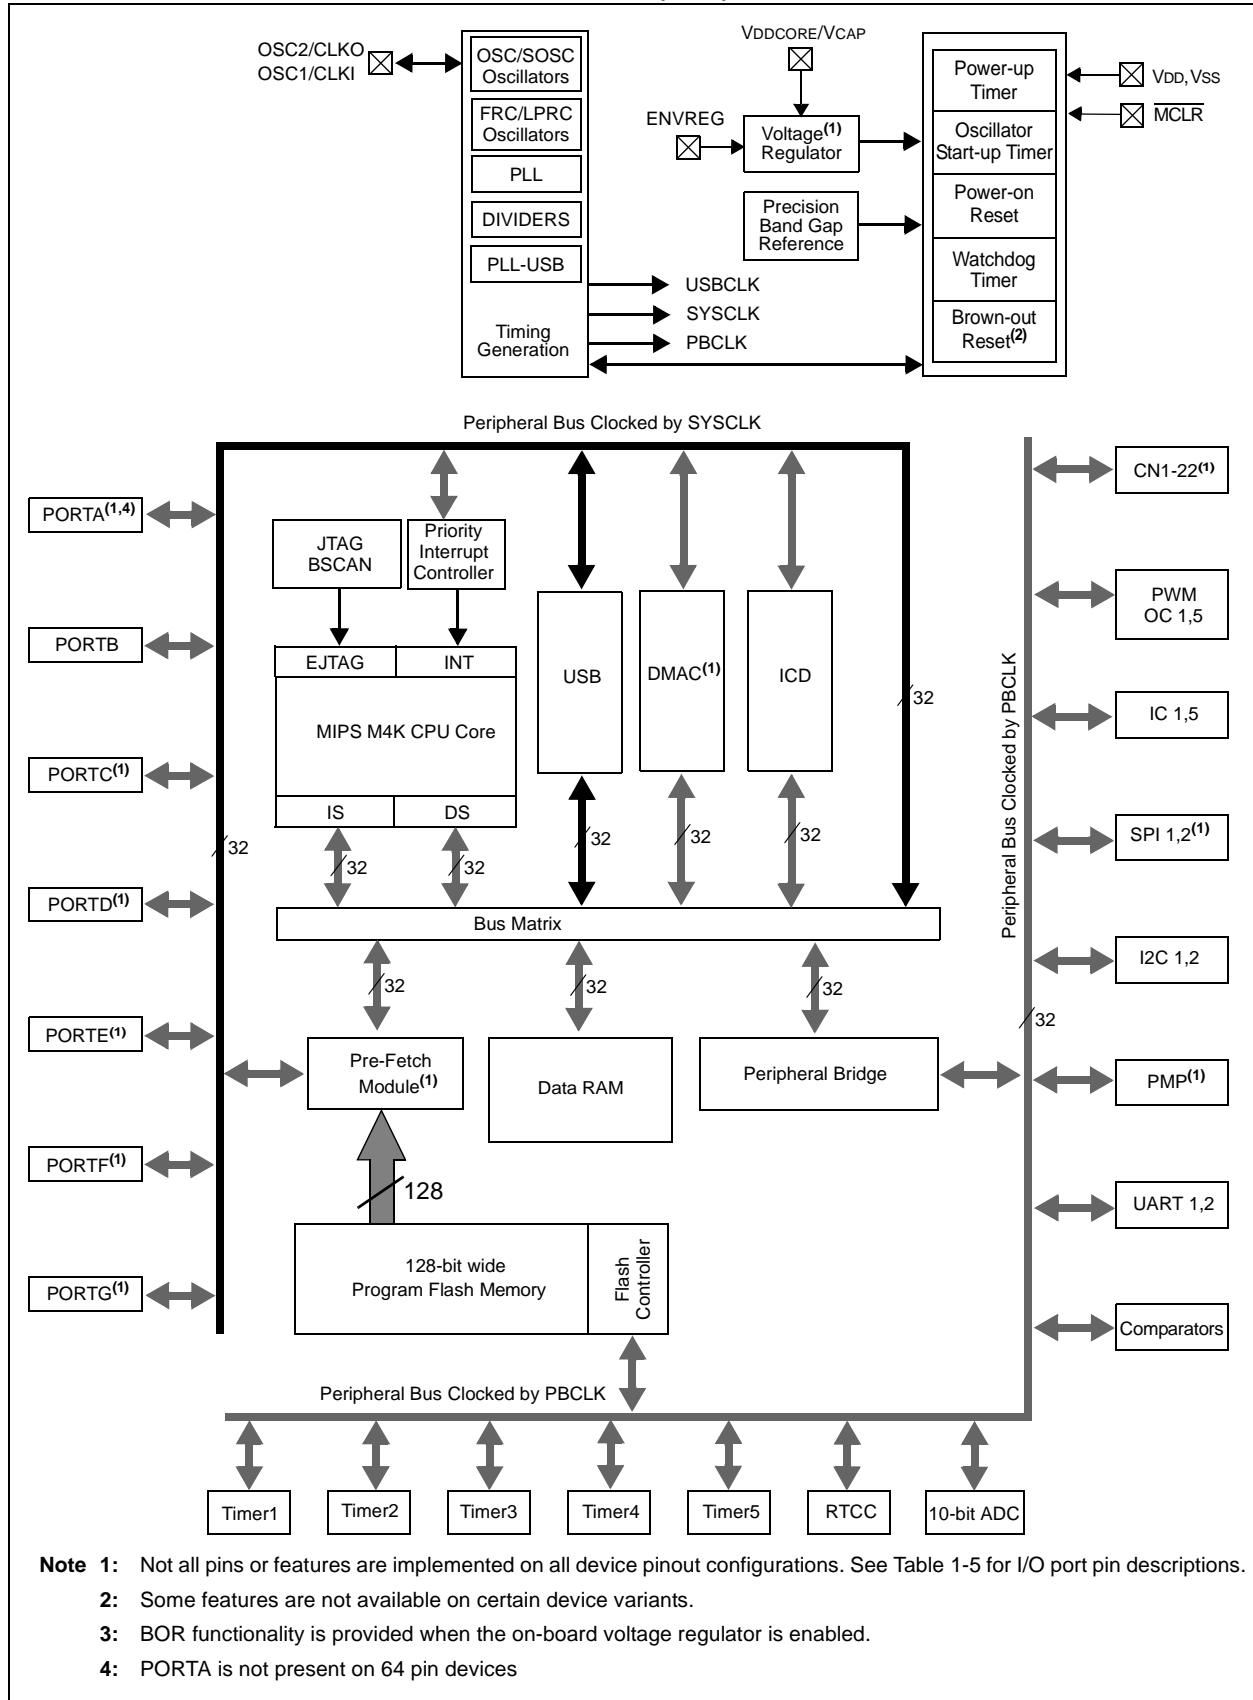 OSC2/CLKO
OSC1/CLKI
OSC/SOSC
Oscillators
FRC/LPRC
Oscillators
PLL
DIVIDERS
PLL-USB
Timing
Generation
USBCLK
SYSCLK
PBCLK
VDDCORE/VCAP
ENVREG
Voltage(1)
Regulator
Precision
Band Gap
Reference
Power-up
Timer
Oscillator
Start-up Timer
Power-on
Reset
Watchdog
Timer
Brown-out
Reset(2)
VDD, VSS
MCLR
Peripheral Bus Clocked by SYSCLK
PORTA(1,4)
PORTB
PORTC(1)
PORTD(1)
PORTE(1)
PORTF(1)
PORTG(1)
32
JTAG
BSCAN
Priority
Interrupt
Controller
EJTAG
INT
MIPS M4K CPU Core
IS
DS
USB
DMAC(1)
ICD
32
32
32
32
32
32
Bus Matrix
32
32
32
Pre-Fetch
Module(1)
Data RAM
Peripheral Bridge
128
128-bit wide
Program Flash Memory
Flash
Controller
Peripheral Bus Clocked by PBCLK
32
CN1-22(1)
PWM
OC 1,5
IC 1,5
SPI 1,2(1)
I2C 1,2
PMP(1)
UART 1,2
Comparators
Peripheral Bus Clocked by PBCLK
Timer1
Timer2
Timer3
Timer4
Timer5
RTCC
10-bit ADC
Note 1: Not all pins or features are implemented on all device pinout configurations. See Table 1-5 for I/O port pin descriptions.
2: Some features are not available on certain device variants.
3: BOR functionality is provided when the on-board voltage regulator is enabled.
4: PORTA is not present on 64 pin devices